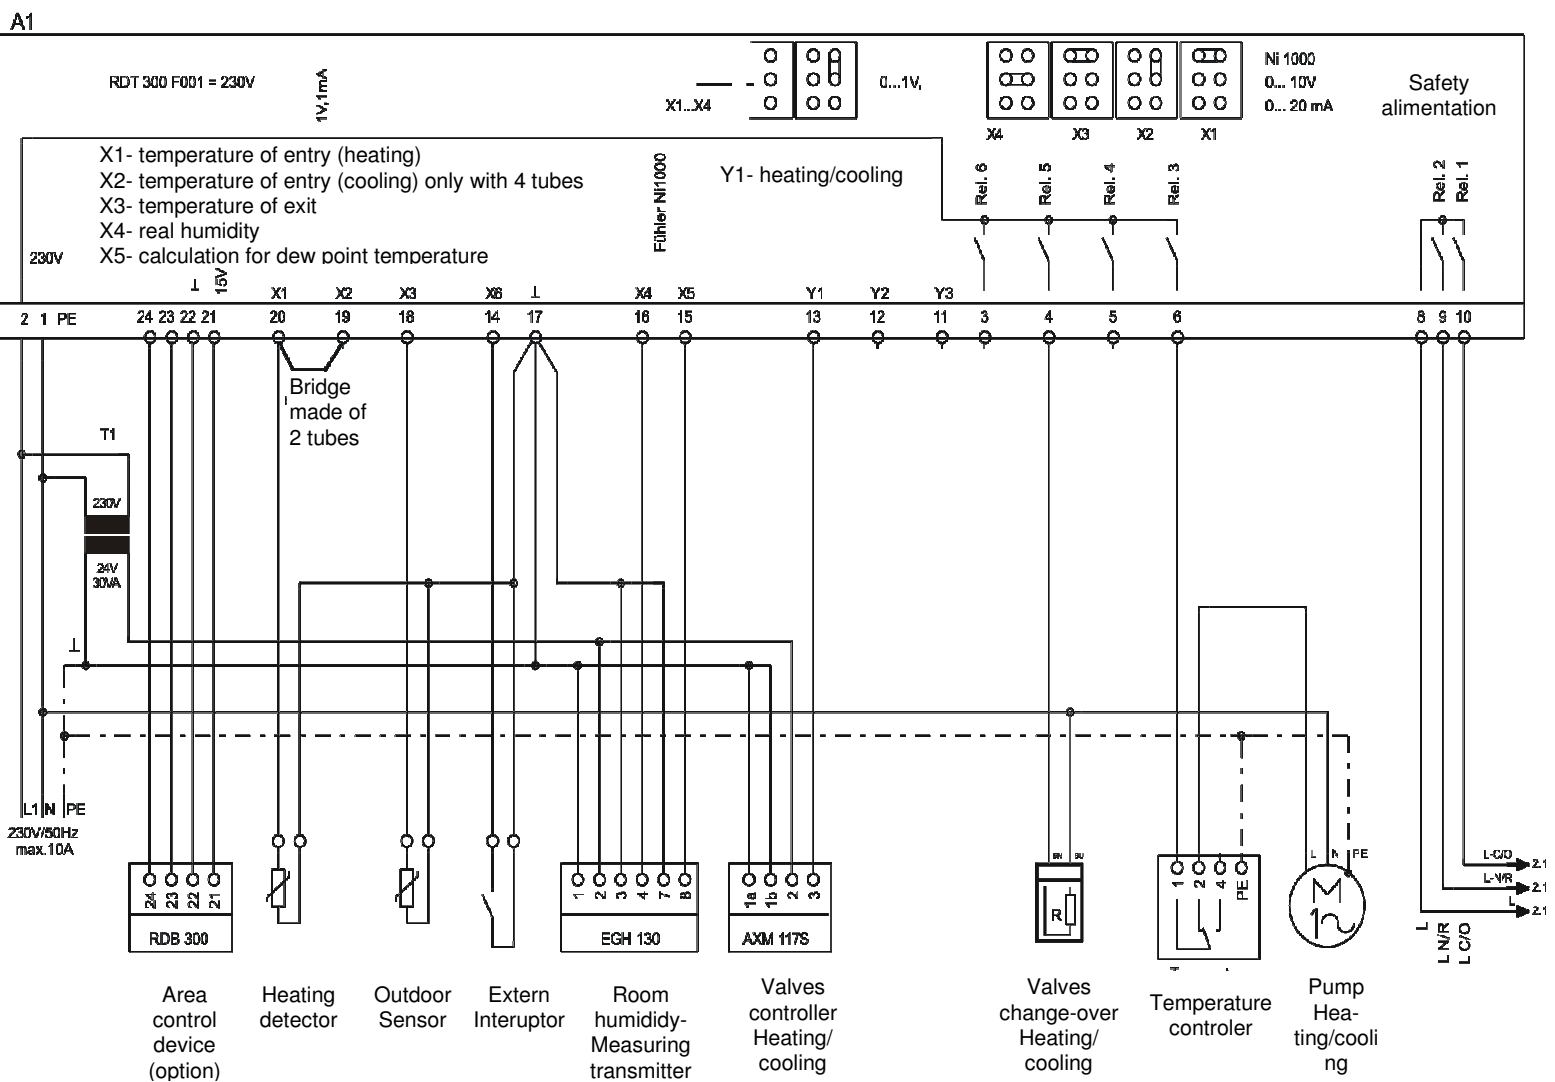 A1
RDT 300 F001 = 230V
1V,1mA
X1...X4
0...1V,
Ni 1000
0... 10V
0... 20 mA
Safety
alimentation
X4 X3 X2 X1
X1- temperature of entry (heating)
X2- temperature of entry (cooling) only with 4 tubes
X3- temperature of exit
X4- real humidity
X5- calculation for dew point temperature
Fühler Ni1000
Y1- heating/cooling
Rel. 6
Rel. 5
Rel. 4
Rel. 3
Rel. 2
Rel. 1
230V
⊥
15V
X1 X2 X3 X6 ⊥ X4 X5 Y1 Y2 Y3
2 1 PE 24 23 22 21 20 19 18 14 17 16 15 13 12 11 3 4 5 6 8 9 10
Bridge
made of
2 tubes
T1
230V
24V
30VA
⊥
L1 N PE
230V/50Hz
max.10A
24 23 22 21
RDB 300
1 2 3 4 7 8
EGH 130
1a 1b 2 3
AXM 117S
BN BU
R
1 2 4 PE
L N PE
M
1~
L-C/O 2.1
L-N/R 2.1
L 2.1
L
L N/R
L C/O
Area
control
device
(option)
Heating
detector
Outdoor
Sensor
Extern
Interuptor
Room
humididy-
Measuring
transmitter
Valves
controller
Heating/
cooling
Valves
change-over
Heating/
cooling
Temperature
controler
Pump
Hea-
ting/cooli
ng